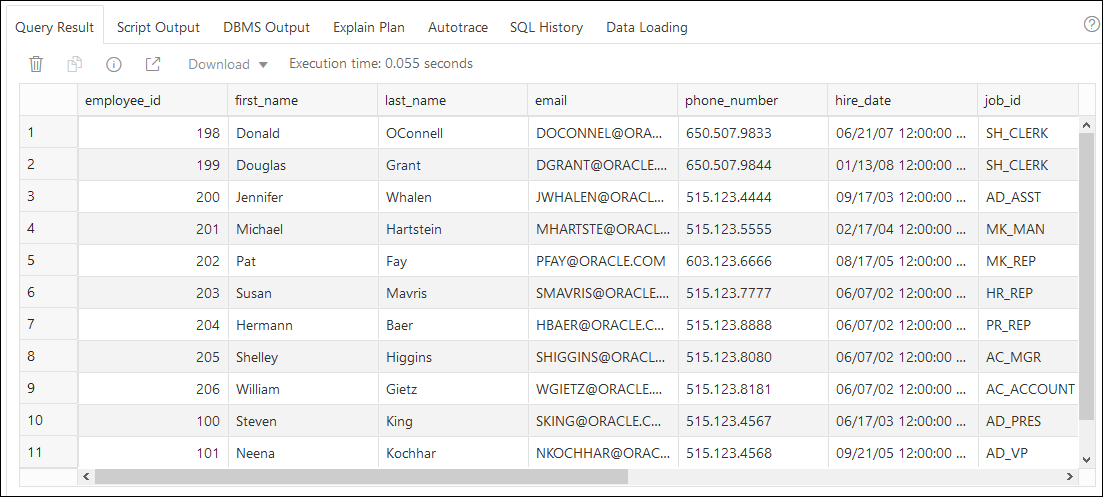 Query Result Script Output DBMS Output Explain Plan Autotrace SQL History Data Loading ?
Download Execution time: 0.055 seconds
employee_id first_name last_name email phone_number hire_date job_id
1 198 Donald OConnell DOCONNEL@ORA... 650.507.9833 06/21/07 12:00:00 ... SH_CLERK
2 199 Douglas Grant DGRANT@ORACLE.... 650.507.9844 01/13/08 12:00:00 ... SH_CLERK
3 200 Jennifer Whalen JWHALEN@ORACL... 515.123.4444 09/17/03 12:00:00 ... AD_ASST
4 201 Michael Hartstein MHARTSTE@ORACL... 515.123.5555 02/17/04 12:00:00 ... MK_MAN
5 202 Pat Fay PFAY@ORACLE.COM 603.123.6666 08/17/05 12:00:00 ... MK_REP
6 203 Susan Mavris SMAVRIS@ORACLE.... 515.123.7777 06/07/02 12:00:00 ... HR_REP
7 204 Hermann Baer HBAER@ORACLE.C... 515.123.8888 06/07/02 12:00:00 ... PR_REP
8 205 Shelley Higgins SHIGGINS@ORACL... 515.123.8080 06/07/02 12:00:00 ... AC_MGR
9 206 William Gietz WGIETZ@ORACLE.... 515.123.8181 06/07/02 12:00:00 ... AC_ACCOUNT
10 100 Steven King SKING@ORACLE.C... 515.123.4567 06/17/03 12:00:00 ... AD_PRES
11 101 Neena Kochhar NKOCHHAR@ORAC... 515.123.4568 09/21/05 12:00:00 ... AD_VP